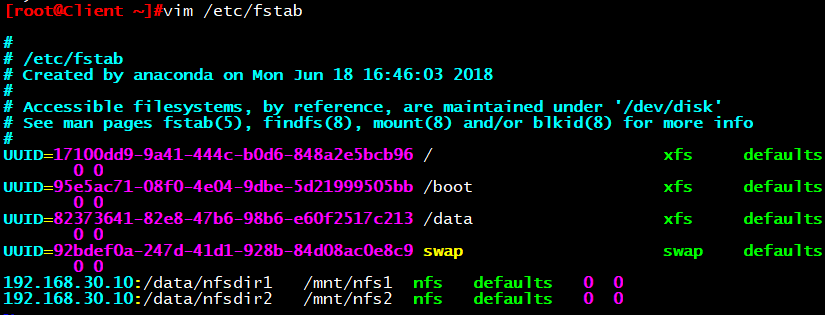 [root@Client ~]#vim /etc/fstab
#
# /etc/fstab
# Created by anaconda on Mon Jun 18 16:46:03 2018
#
# Accessible filesystems, by reference, are maintained under '/dev/disk'
# See man pages fstab(5), findfs(8), mount(8) and/or blkid(8) for more info
#
UUID=17100dd9-9a41-444c-b0d6-848a2e5bcb96 /                       xfs     defaults
        0 0
UUID=95e5ac71-08f0-4e04-9dbe-5d21999505bb /boot                   xfs     defaults
        0 0
UUID=82373641-82e8-47b6-98b6-e60f2517c213 /data                   xfs     defaults
        0 0
UUID=92bdef0a-247d-41d1-928b-84d08ac0e8c9 swap                    swap    defaults
        0 0
192.168.30.10:/data/nfsdir1   /mnt/nfs1  nfs   defaults   0  0
192.168.30.10:/data/nfsdir2   /mnt/nfs2  nfs   defaults   0  0